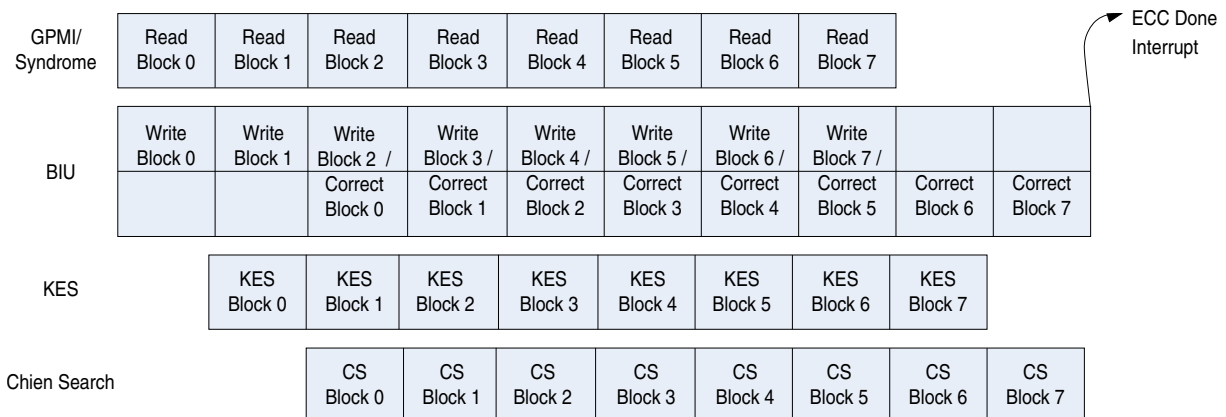 GPMI/
Syndrome
Read
Block 0
Read
Block 1
Read
Block 2
Read
Block 3
Read
Block 4
Read
Block 5
Read
Block 6
Read
Block 7
ECC Done
Interrupt
BIU
Write
Block 0
Write
Block 1
Write
Block 2 /
Correct
Block 0
Write
Block 3 /
Correct
Block 1
Write
Block 4 /
Correct
Block 2
Write
Block 5 /
Correct
Block 3
Write
Block 6 /
Correct
Block 4
Write
Block 7 /
Correct
Block 5
Correct
Block 6
Correct
Block 7
KES
KES
Block 0
KES
Block 1
KES
Block 2
KES
Block 3
KES
Block 4
KES
Block 5
KES
Block 6
KES
Block 7
Chien Search
CS
Block 0
CS
Block 1
CS
Block 2
CS
Block 3
CS
Block 4
CS
Block 5
CS
Block 6
CS
Block 7